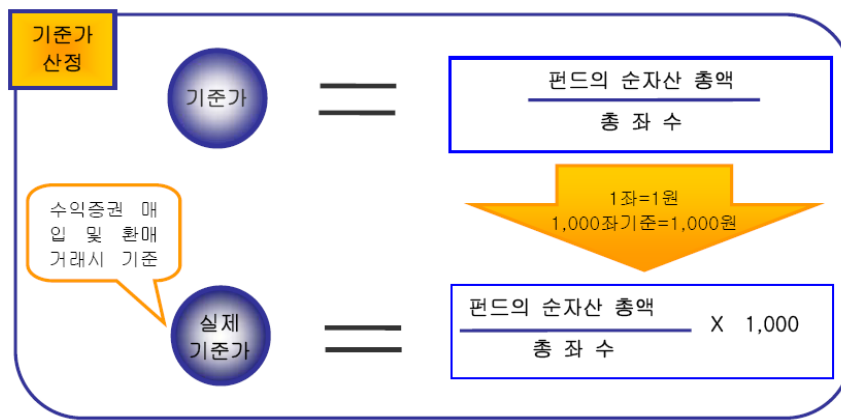 기준가
산정
기준가
펀드의 순자산 총액
총 좌 수
1좌=1원
1,000좌기준=1,000원
수익증권 매
입 및 환매
거래시 기준
실제
기준가
펀드의 순자산 총액
총 좌 수
X 1,000